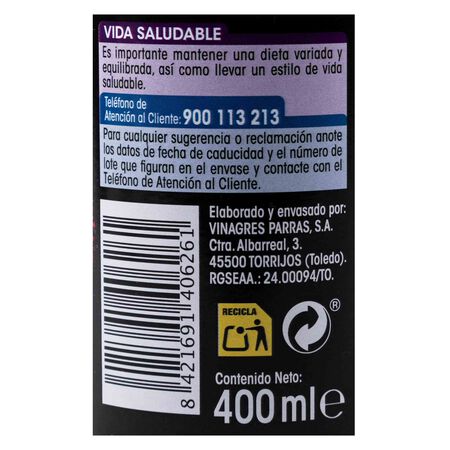 VIDA SALUDABLE
Es importante mantener una dieta variada y
equilibrada, así como llevar un estilo de vida
saludable.
Teléfono de
Atención al Cliente: 900 113 213
Para cualquier sugerencia o reclamación anote
los datos de fecha de caducidad y el número de
lote que figuran en el envase y contacte con el
Teléfono de Atención al Cliente.
Elaborado y envasado por:
VINAGRES PARRAS, S.A.
Ctra. Albarreal, 3.
45500 TORRIJOS (Toledo).
RGSEAA.: 24.00094/TO.
8 421691 406261
RECICLA
®
Contenido Neto:
400 ml e